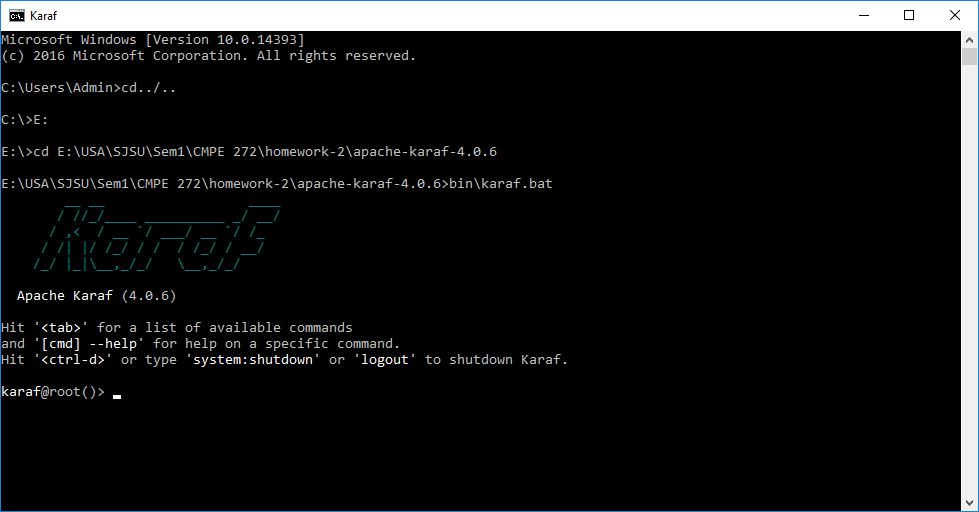 Karaf
Microsoft Windows [Version 10.0.14393]
(c) 2016 Microsoft Corporation. All rights reserved.
C:\Users\Admin>cd../..
C:\>E:
E:\>cd E:\USA\SJSU\Sem1\CMPE 272\homework-2\apache-karaf-4.0.6
E:\USA\SJSU\Sem1\CMPE 272\homework-2\apache-karaf-4.0.6>bin\karaf.bat
        __ __                  ____
       / //_/____ __________ _/ __/
      / ,<  / __ `/ ___/ __ `/ /_
     / /| |/ /_/ / /  / /_/ / __/
    /_/ |_|\__,_/_/   \__,_/_/
  Apache Karaf (4.0.6)
Hit '<tab>' for a list of available commands
and '[cmd] --help' for help on a specific command.
Hit '<ctrl-d>' or type 'system:shutdown' or 'logout' to shutdown Karaf.
karaf@root()>